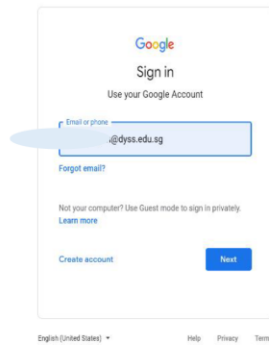 Google
Sign in
Use your Google Account
Email or phone
@dyss.edu.sg
Forgot email?
Not your computer? Use Guest mode to sign in privately.
Learn more
Create account
Next
English (United States)
Help Privacy